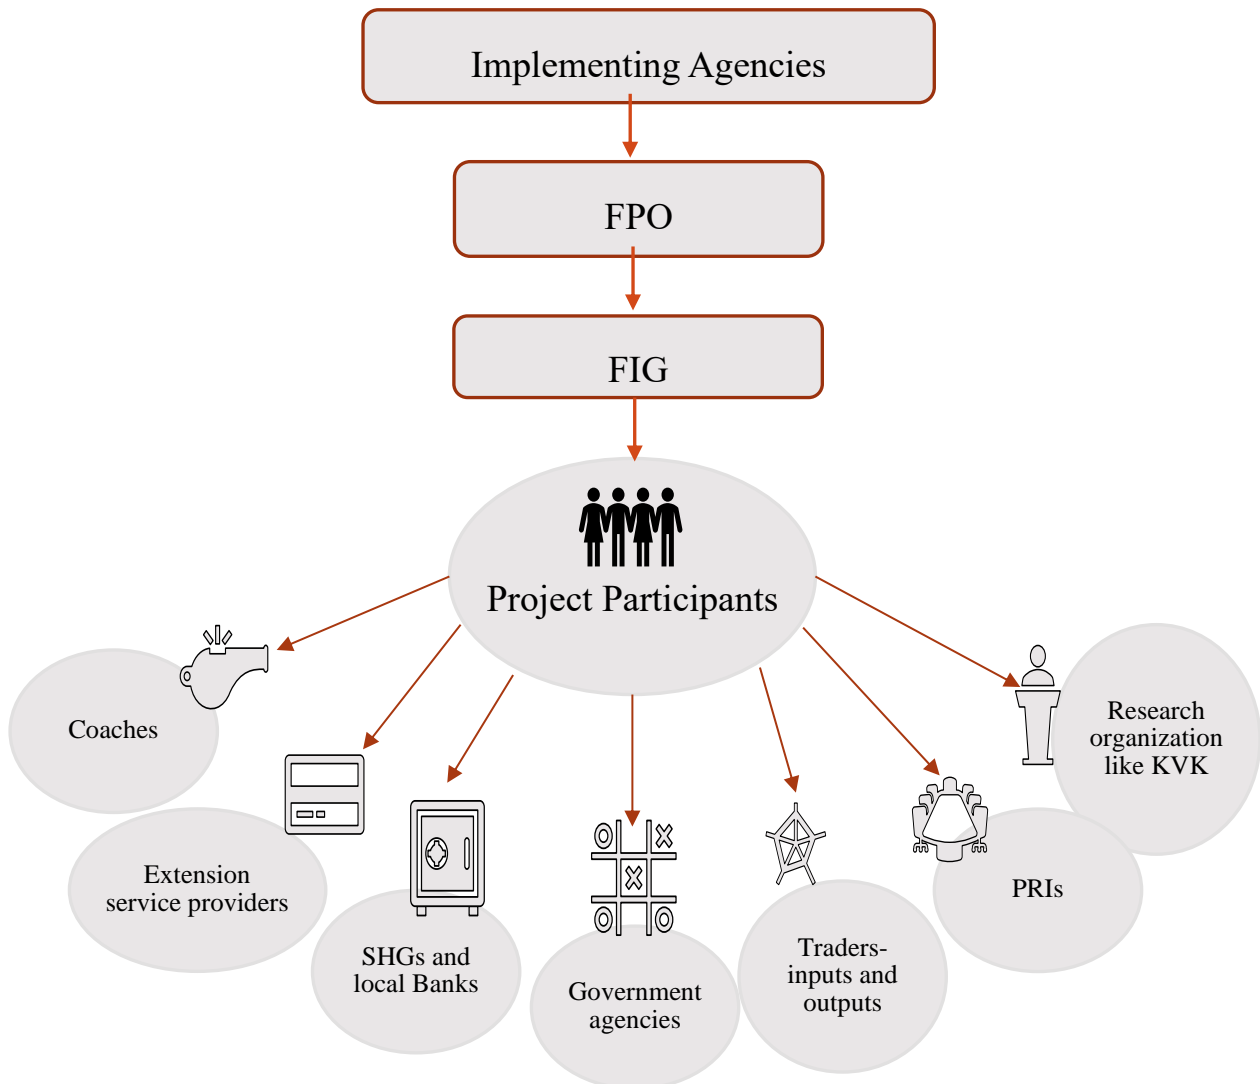 Implementing Agencies
FPO
FIG
Project Participants
Coaches
Extension
service providers
SHGs and
local Banks
Government
agencies
Traders-
inputs and
outputs
PRIs
Research
organization
like KVK